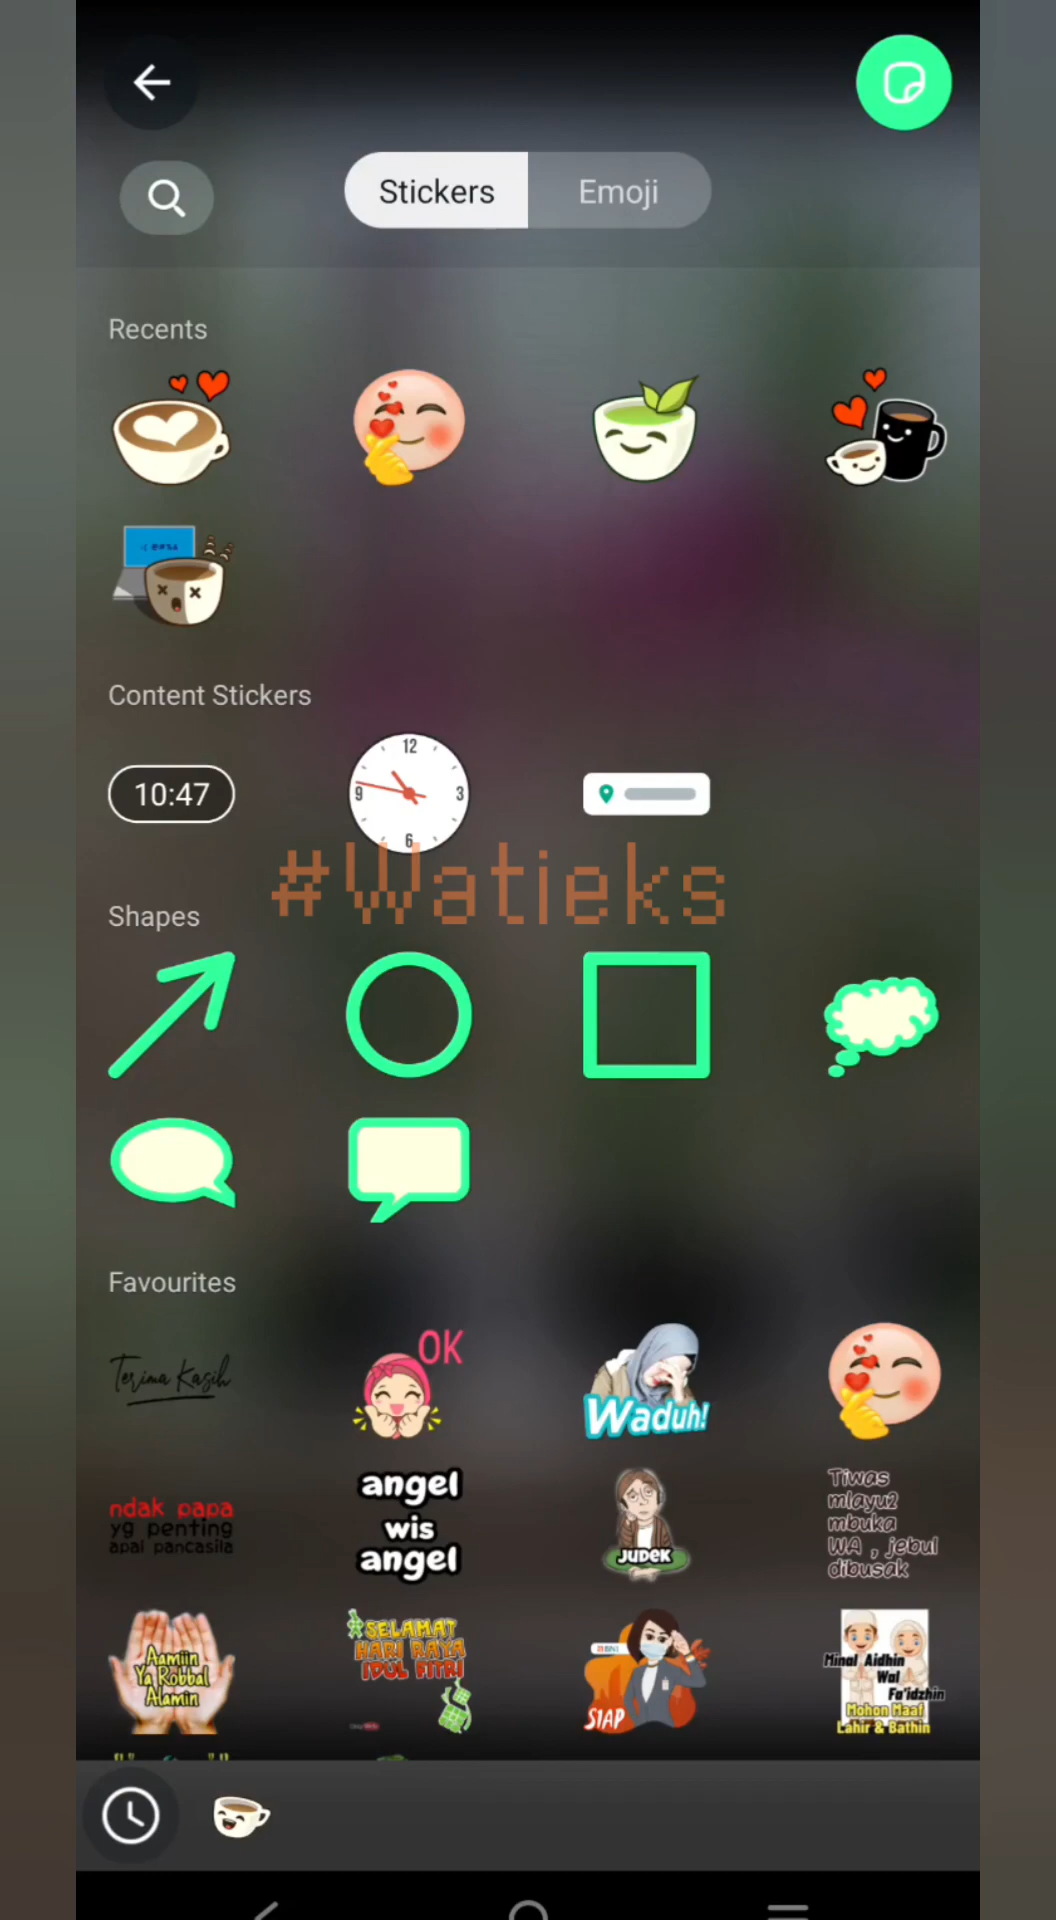 Stickers
Emoji
Recents
Content Stickers
10:47
12
9
3
6
#Watieks
Shapes
Favourites
Terima Kasih
OK
Waduh!
ndak papa
yg penting
apal pancasila
angel
wis
angel
JUDEK
Tiwas
mlayu2
mbuka
WA , jebul
dibusak
Aamiin
Ya Robbal
Alamin
SELAMAT
HARI RAYA
IDUL FITRI
BNI
SIAP
Minal Aidhin
Wal
Fa'idzhin
Mohon Maaf
Lahir & Bathin